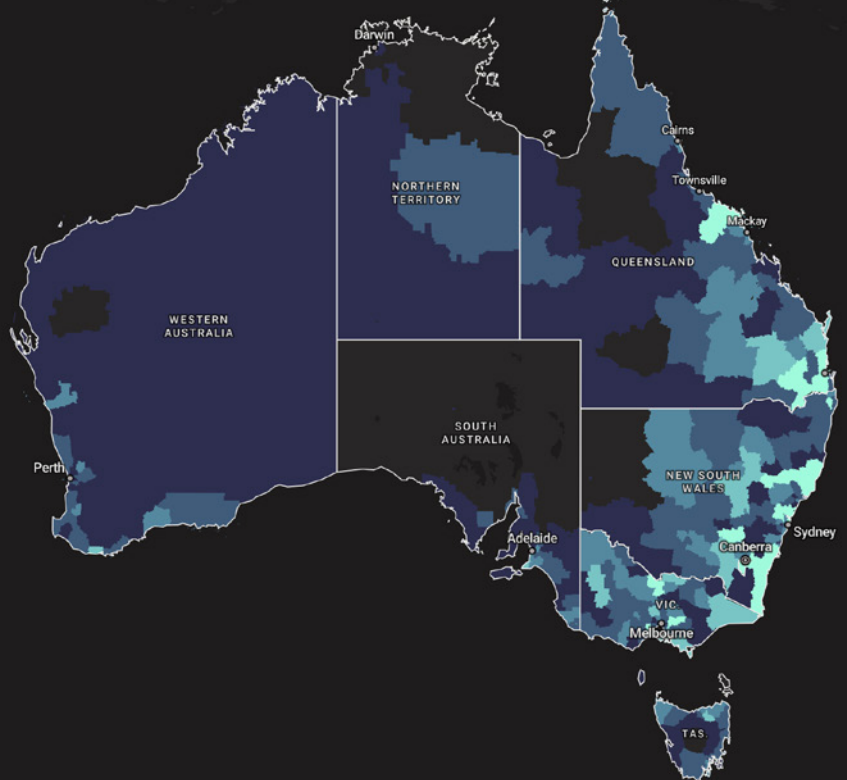 Darwin
Cairns
NORTHERN
TERRITORY
Townsville
Mackay
QUEENSLAND
WESTERN
AUSTRALIA
SOUTH
AUSTRALIA
Perth
NEW SOUTH
WALES
Adelaide
Sydney
Canberra
VIC.
Melbourne
TAS.